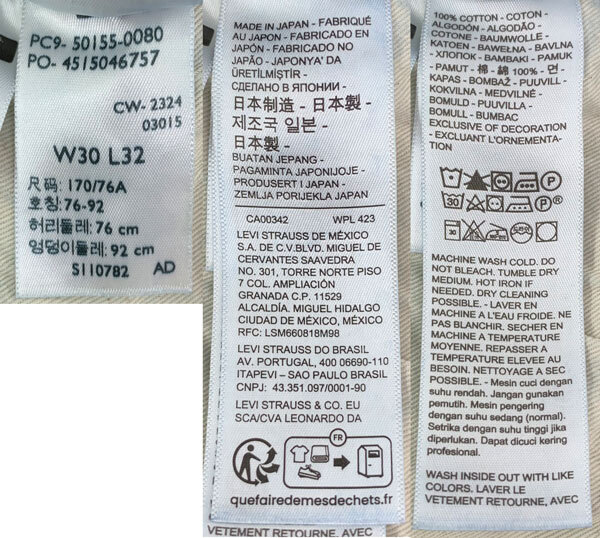 PC9- 50155-0080
PO- 4515046757
CW- 2324
03015
W30 L32
尺码: 170/76A
호칭: 76-92
허리둘레: 76 cm
엉덩이둘레: 92 cm
S110782 AD
MADE IN JAPAN - FABRIQUÉ
AU JAPON - FABRICADO EN
JAPÓN - FABRICADO NO
JAPÃO - JAPONYA' DA
ÜRETİLMİŞTİR -
СДЕЛАНО В ЯПОНИИ -
日本制造 - 日本製 -
제조국 일본 -
日本製 -
BUATAN JEPANG -
PAGAMINTA JAPONIJOJE -
PRODUSERT I JAPAN -
ZEMLJA PORIJEKLA JAPAN
CA00342 WPL 423
LEVI STRAUSS DE MÉXICO
S.A. DE C.V.BLVD. MIGUEL DE
CERVANTES SAAVEDRA
NO. 301, TORRE NORTE PISO
7 COL. AMPLIACIÓN
GRANADA C.P. 11529
ALCALDÍA. MIGUEL HIDALGO
CIUDAD DE MÉXICO, MÉXICO
RFC: LSM660818M98
LEVI STRAUSS DO BRASIL
AV. PORTUGAL, 400 06690-110
ITAPEVI – SAO PAULO BRASIL
CNPJ: 43.351.097/0001-90
LEVI STRAUSS & CO. EU
SCA/CVA LEONARDO DA
FR
quefairedemesdechets.fr
VETEMENT RETOURNE, AVEC
100% COTTON - COTON -
ALGODÓN - ALGODÃO -
COTONE - BAUMWOLLE -
KATOEN - BAWEŁNA - BAVLNA
- ХЛОПОК - BAMBAKI - PAMUK
- PAMUT - 棉 - 綿 100% - 면 -
KAPAS - BOMBAŽ - PUUVILL -
KOKVILNA - MEDVILNĖ -
BOMULD - PUUVILLA -
BOMULL - BUMBAC
EXCLUSIVE OF DECORATION
- EXCLUANT L'ORNEMENTA-
TION
P
30 P®
30
MACHINE WASH COLD. DO
NOT BLEACH. TUMBLE DRY
MEDIUM. HOT IRON IF
NEEDED. DRY CLEANING
POSSIBLE. - LAVER EN
MACHINE A L'EAU FROIDE. NE
PAS BLANCHIR. SECHER EN
MACHINE A TEMPERATURE
MOYENNE. REPASSER A
TEMPERATURE ELEVEE AU
BESOIN. NETTOYAGE A SEC
POSSIBLE. - Mesin cuci dengan
suhu rendah. Jangan gunakan
pemutih. Mesin pengering
dengan suhu sedang (normal).
Setrika dengan suhu tinggi jika
diperlukan. Dapat dicuci kering
profesional.
WASH INSIDE OUT WITH LIKE
COLORS. LAVER LE
VETEMENT RETOURNE, AVEC